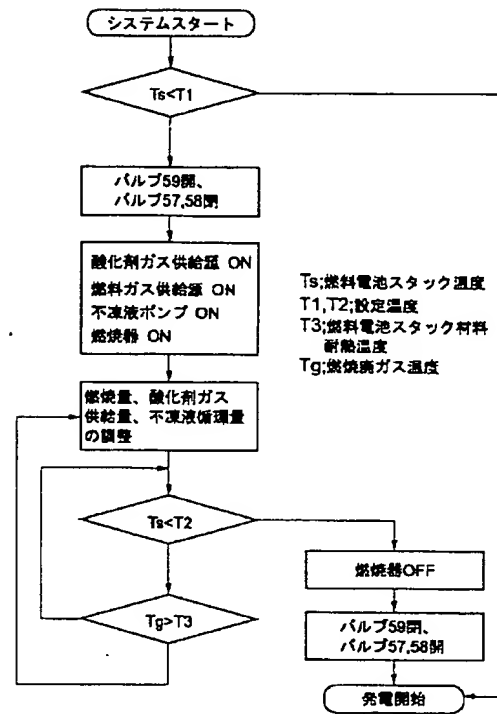 システムスタート
Ts<T1
バルブ59開、
バルブ57,58閉
酸化剤ガス供給源 ON
燃料ガス供給源 ON
不凍液ポンプ ON
燃焼器 ON
Ts;燃料電池スタック温度
T1,T2;設定温度
T3;燃料電池スタック材料
耐熱温度
Tg;燃焼廃ガス温度
燃焼量、酸化剤ガス
供給量、不凍液循環量
の調整
Ts<T2
Tg>T3
燃焼器OFF
バルブ59閉、
バルブ57,58開
発電開始